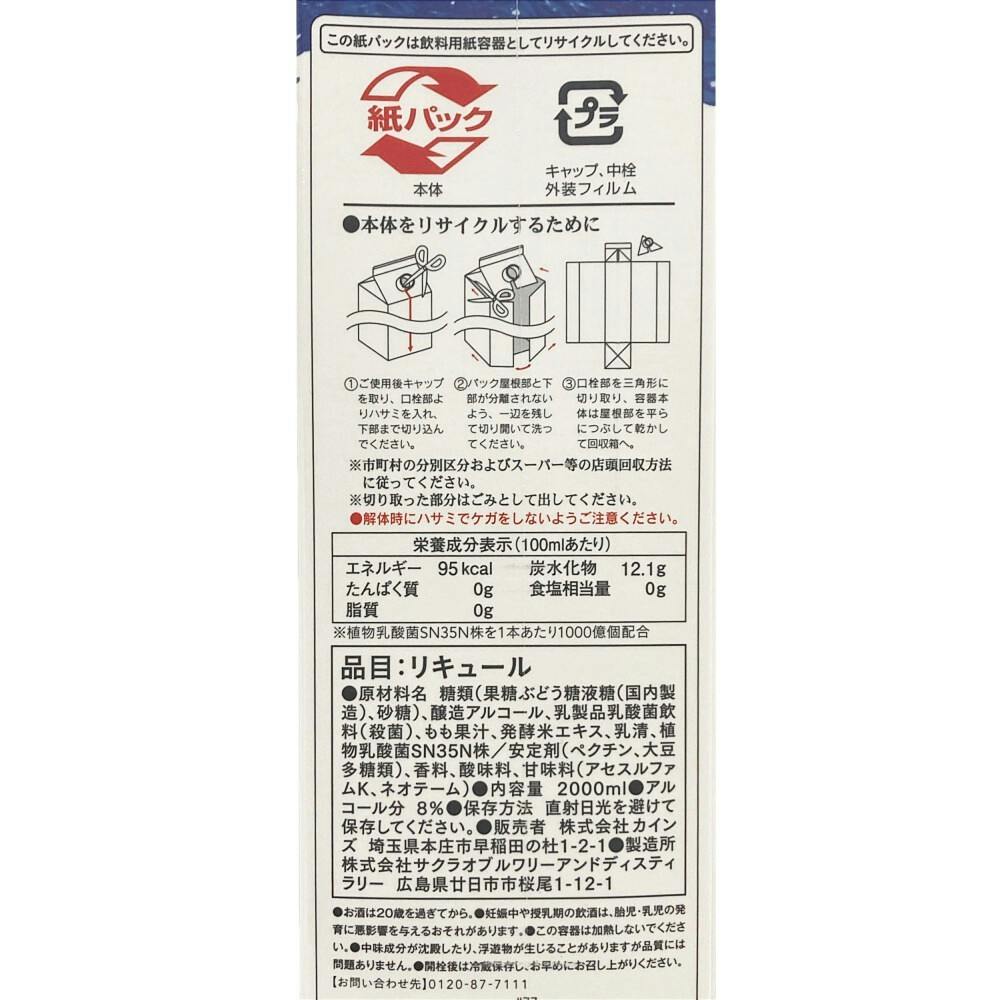 この紙パックは飲料用紙容器としてリサイクルしてください。
紙パック
本体
プラ
キャップ、中栓
外装フィルム
●本体をリサイクルするために
①ご使用後キャップ
を取り、口栓部よ
りハサミを入れ、
下部まで切り込ん
でください。
②パック屋根部と下
部が分離されない
よう、一辺を残し
て切り開いて洗っ
てください。
③口栓部を三角形に
切り取り、容器本
体は屋根部を平ら
につぶして乾かし
て回収箱へ。
※市町村の分別区分およびスーパー等の店頭回収方法
に従ってください。
※切り取った部分はごみとして出してください。
●解体時にハサミでケガをしないようご注意ください。
栄養成分表示(100mlあたり)
エネルギー 95kcal 炭水化物 12.1g
たんぱく質 0g 食塩相当量 0g
脂質 0g
※植物乳酸菌SN35N株を1本あたり1000億個配合
品目:リキュール
●原材料名 糖類(果糖ぶどう糖液糖(国内製
造)、砂糖)、醸造アルコール、乳製品乳酸菌飲
料(殺菌)、もも果汁、発酵米エキス、乳清、植
物乳酸菌SN35N株/安定剤(ペクチン、大豆
多糖類)、香料、酸味料、甘味料(アセスルファ
ムK、ネオテーム)●内容量 2000ml●アル
コール分 8%●保存方法 直射日光を避けて
保存してください。●販売者 株式会社カイン
ズ 埼玉県本庄市早稲田の杜1-2-1●製造所
株式会社サクラオブルワリーアンドディスティ
ラリー 広島県廿日市市桜尾1-12-1
●お酒は20歳を過ぎてから。●妊娠中や授乳期の飲酒は、胎児・乳児の発
育に悪影響を与えるおそれがあります。●この容器は加熱しないでくださ
い。●中味成分が沈殿したり、浮遊物が生じることがありますが品質には
問題ありません。●開栓後は冷蔵保存し、お早めにお召し上がりください。
【お問い合わせ先】0120-87-7111